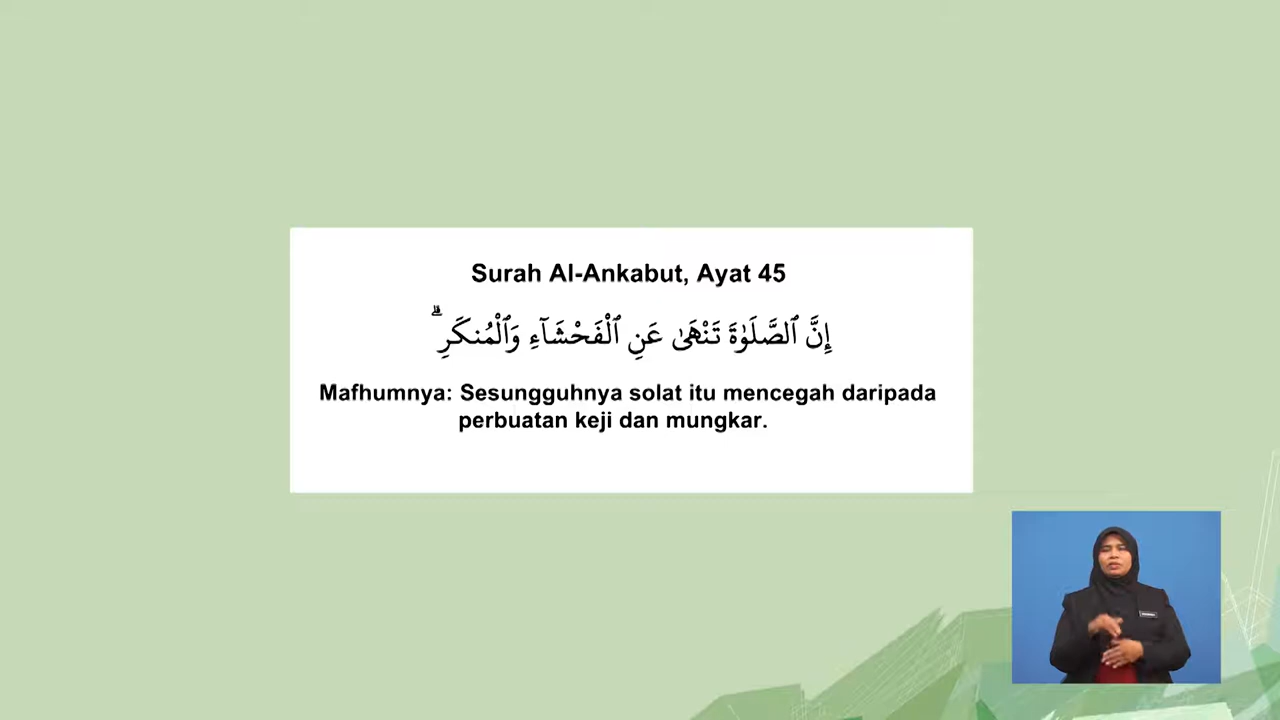 Surah Al-Ankabut, Ayat 45
إِنَّ ٱلصَّلَوٰةَ تَنْهَىٰ عَنِ ٱلْفَحْشَآءِ وَٱلْمُنكَرِ ۗ
Mafhumnya: Sesungguhnya solat itu mencegah daripada
perbuatan keji dan mungkar.